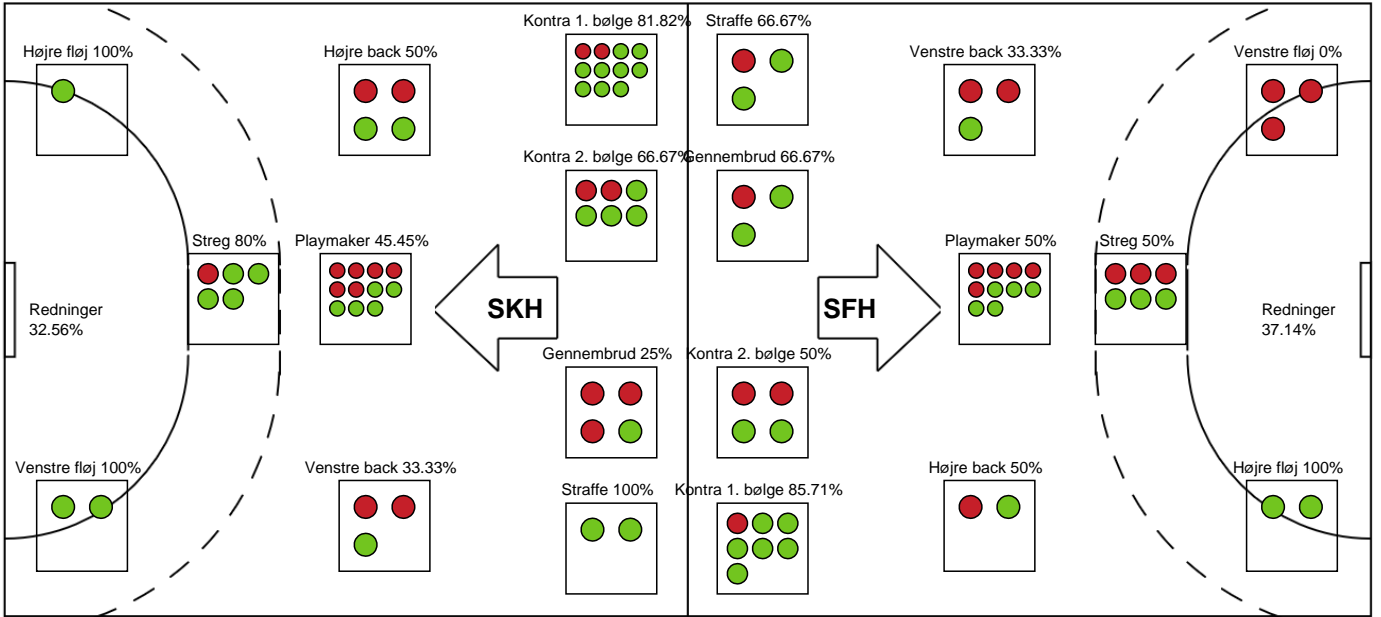 Kontra 1. bølge 81.82%
Straffe 66.67%
Højre fløj 100%
Højre back 50%
Venstre back 33.33%
Venstre fløj 0%
Kontra 2. bølge 66.67%
Gennembrud 66.67%
Streg 80%
Playmaker 45.45%
Playmaker 50%
Streg 50%
Redninger
32.56%
SKH
SFH
Redninger
37.14%
Gennembrud 25%
Kontra 2. bølge 50%
Venstre fløj 100%
Venstre back 33.33%
Højre back 50%
Højre fløj 100%
Straffe 100%
Kontra 1. bølge 85.71%